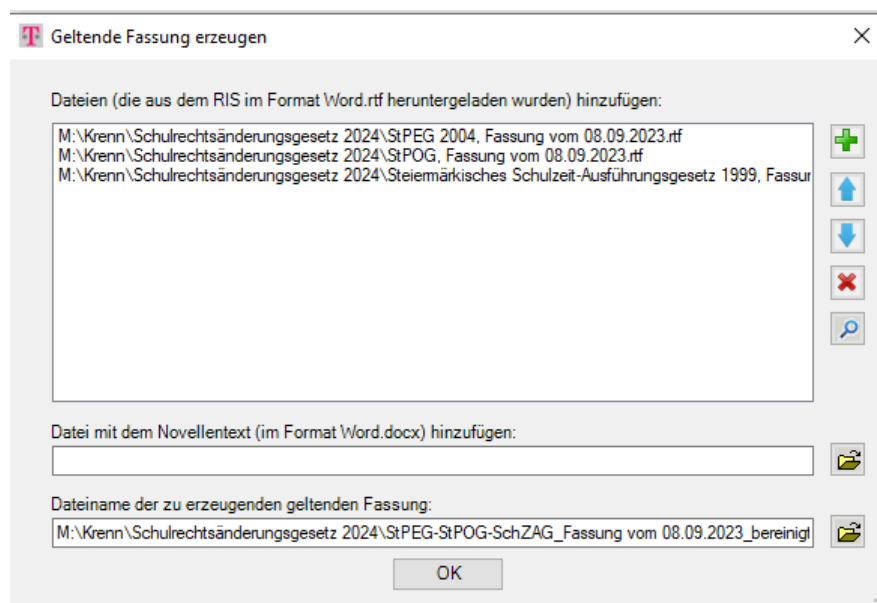 Geltende Fassung erzeugen
Dateien (die aus dem RIS im Format Word.rtf heruntergeladen wurden) hinzufügen:
M:\Krenn\Schulrechtsänderungsgesetz 2024\StPEG 2004, Fassung vom 08.09.2023.rtf
M:\Krenn\Schulrechtsänderungsgesetz 2024\StPOG, Fassung vom 08.09.2023.rtf
M:\Krenn\Schulrechtsänderungsgesetz 2024\Steiermärkisches Schulzeit-Ausführungsgesetz 1999, Fassur
Datei mit dem Novellentext (im Format Word.docx) hinzufügen:
Dateiname der zu erzeugenden geltenden Fassung:
M:\Krenn\Schulrechtsänderungsgesetz 2024\StPEG-StPOG-SchZAG_Fassung vom 08.09.2023_bereinigt
OK